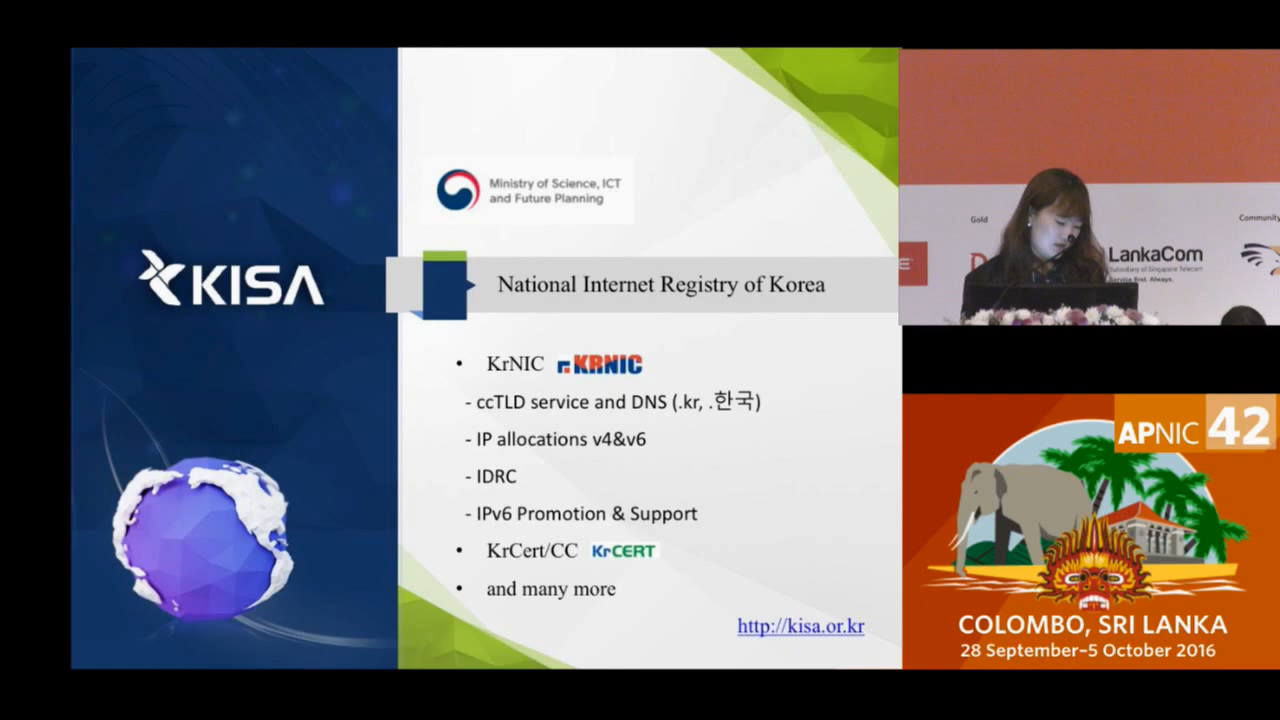 KISA
Ministry of Science, ICT
and Future Planning
National Internet Registry of Korea
• KrNIC KRNIC
- ccTLD service and DNS (.kr, .한국)
- IP allocations v4&v6
- IDRC
- IPv6 Promotion & Support
• KrCert/CC KrCERT
• and many more
http://kisa.or.kr
Gold
Community
LankaCom
Subsidiary of Singapore Telecom
Service First. Always.
APNIC 42
COLOMBO, SRI LANKA
28 September–5 October 2016